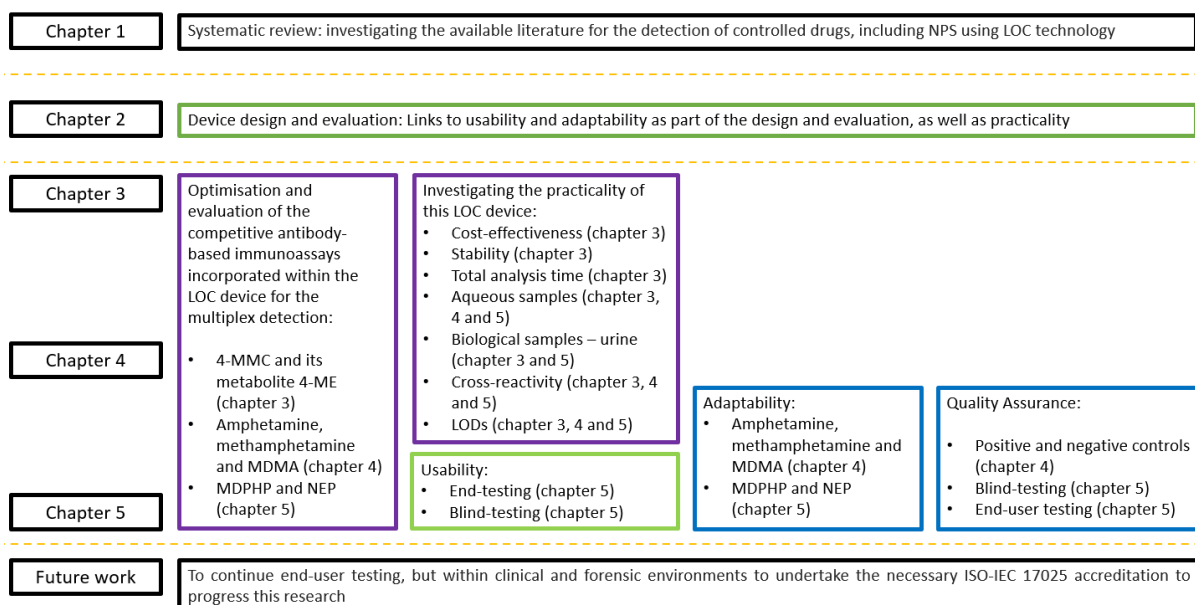 Chapter 1
Systematic review: investigating the available literature for the detection of controlled drugs, including NPS using LOC technology
Chapter 2
Device design and evaluation: Links to usability and adaptability as part of the design and evaluation, as well as practicality
Chapter 3
Optimisation and
evaluation of the
competitive antibody-
based immunoassays
incorporated within the
LOC device for the
multiplex detection:
• 4-MMC and its
metabolite 4-ME
(chapter 3)
• Amphetamine,
methamphetamine
and MDMA (chapter 4)
• MDPHP and NEP
(chapter 5)
Investigating the practicality of
this LOC device:
• Cost-effectiveness (chapter 3)
• Stability (chapter 3)
• Total analysis time (chapter 3)
• Aqueous samples (chapter 3,
4 and 5)
• Biological samples – urine
(chapter 3 and 5)
• Cross-reactivity (chapter 3, 4
and 5)
• LODs (chapter 3, 4 and 5)
Chapter 4
Usability:
• End-testing (chapter 5)
• Blind-testing (chapter 5)
Adaptability:
• Amphetamine,
methamphetamine and
MDMA (chapter 4)
• MDPHP and NEP
(chapter 5)
Quality Assurance:
• Positive and negative controls
(chapter 4)
• Blind-testing (chapter 5)
• End-user testing (chapter 5)
Chapter 5
Future work
To continue end-user testing, but within clinical and forensic environments to undertake the necessary ISO-IEC 17025 accreditation to
progress this research